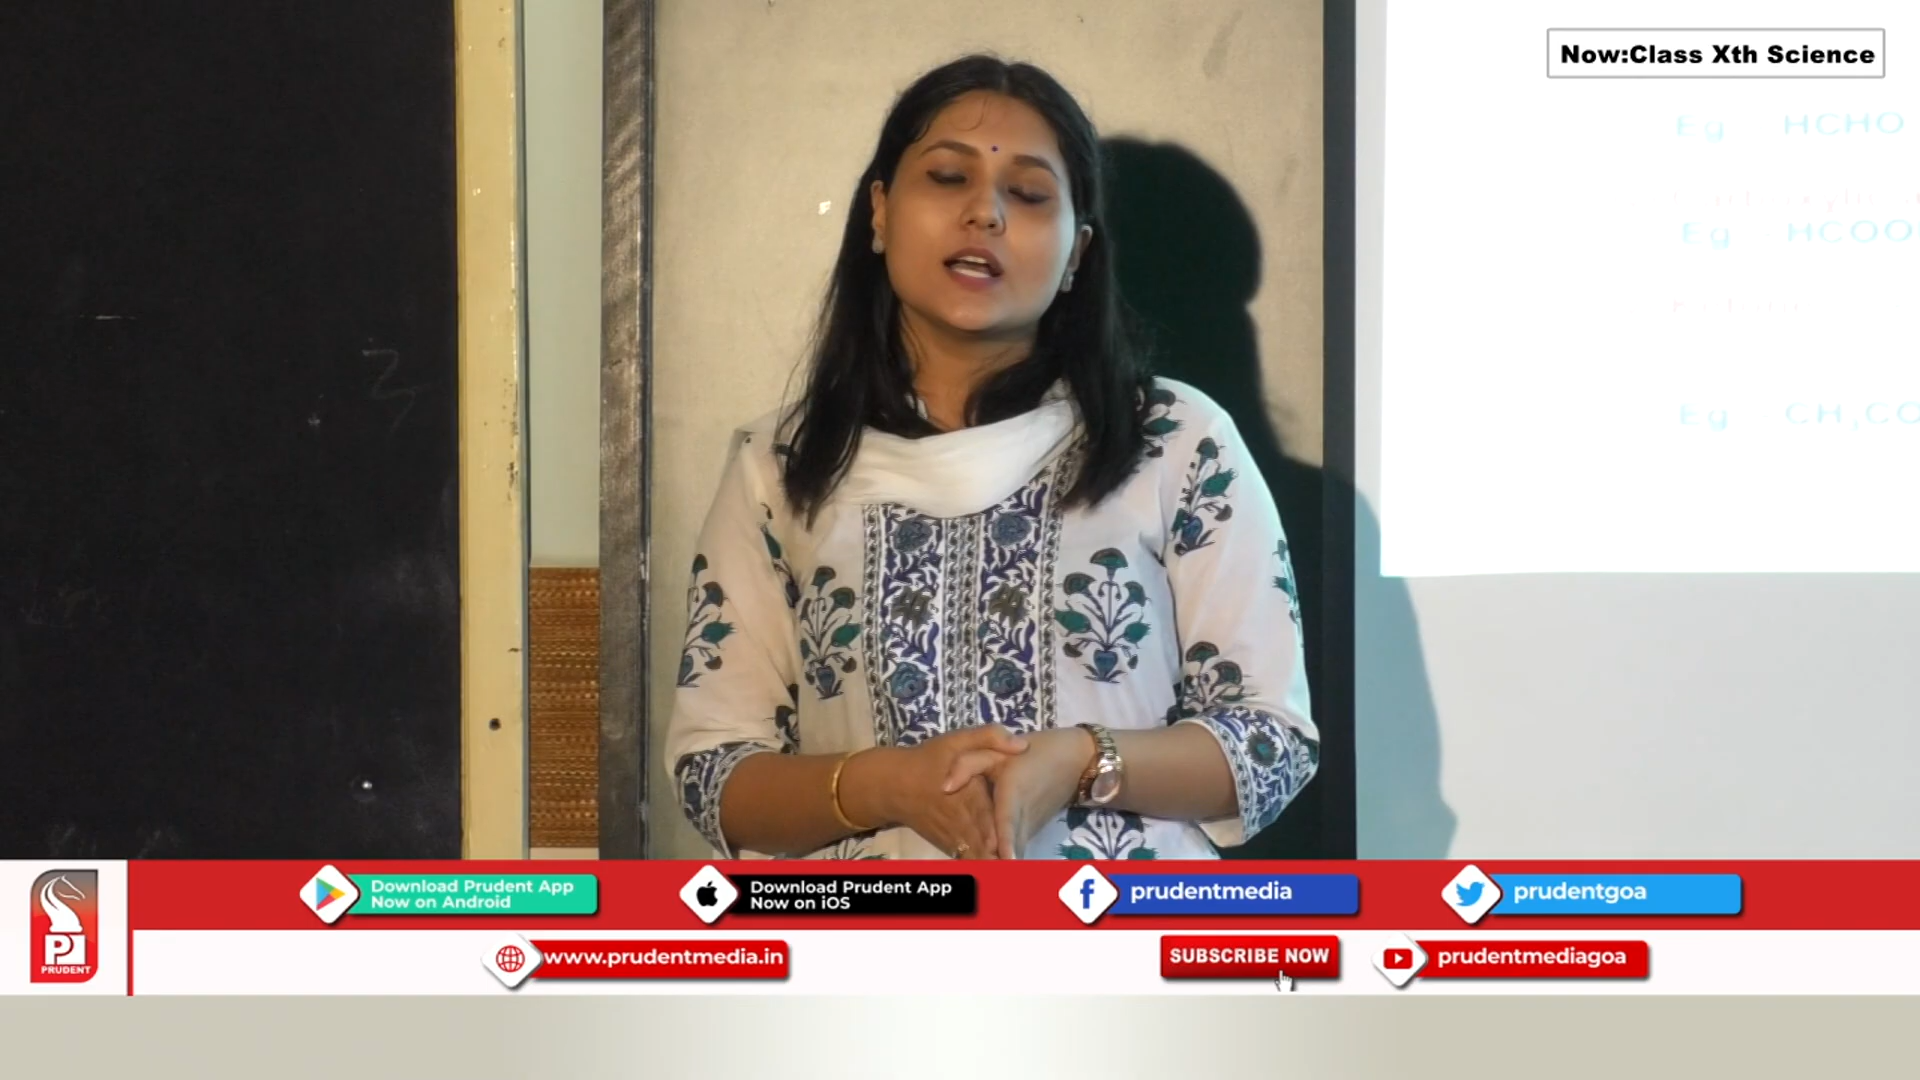 Now:Class Xth Science
Eg HCHO
Eg HCOO
Eg CH₃CO
Download Prudent App
Now on Android
Download Prudent App
Now on iOS
prudentmedia
prudentgoa
PRUDENT
www.prudentmedia.in
SUBSCRIBE NOW
prudentmediagoa